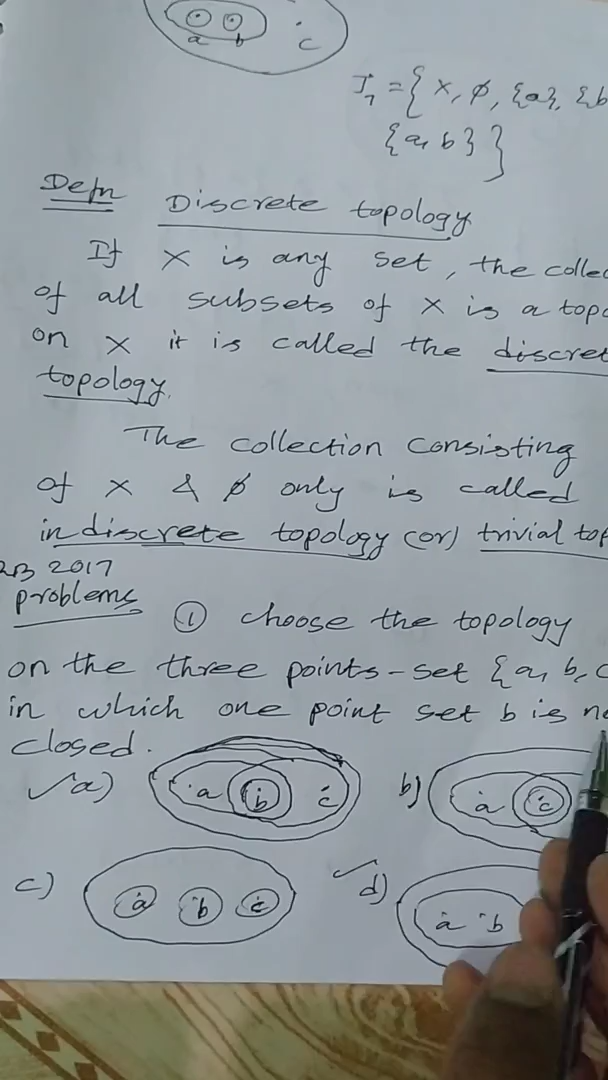 a b c
J₁ = { X, φ, {a}, {b
{a, b} }
Defn Discrete topology
If X is any set, the collec
of all subsets of X is a topo
on X it is called the discret
topology.
The collection consisting
of X & φ only is called
indiscrete topology (or) trivial top
2017
problems ① choose the topology
on the three points-set {a, b, c
in which one point set b is no
closed.
✓a) a b c b) a c
c) a b c ✓d) a b